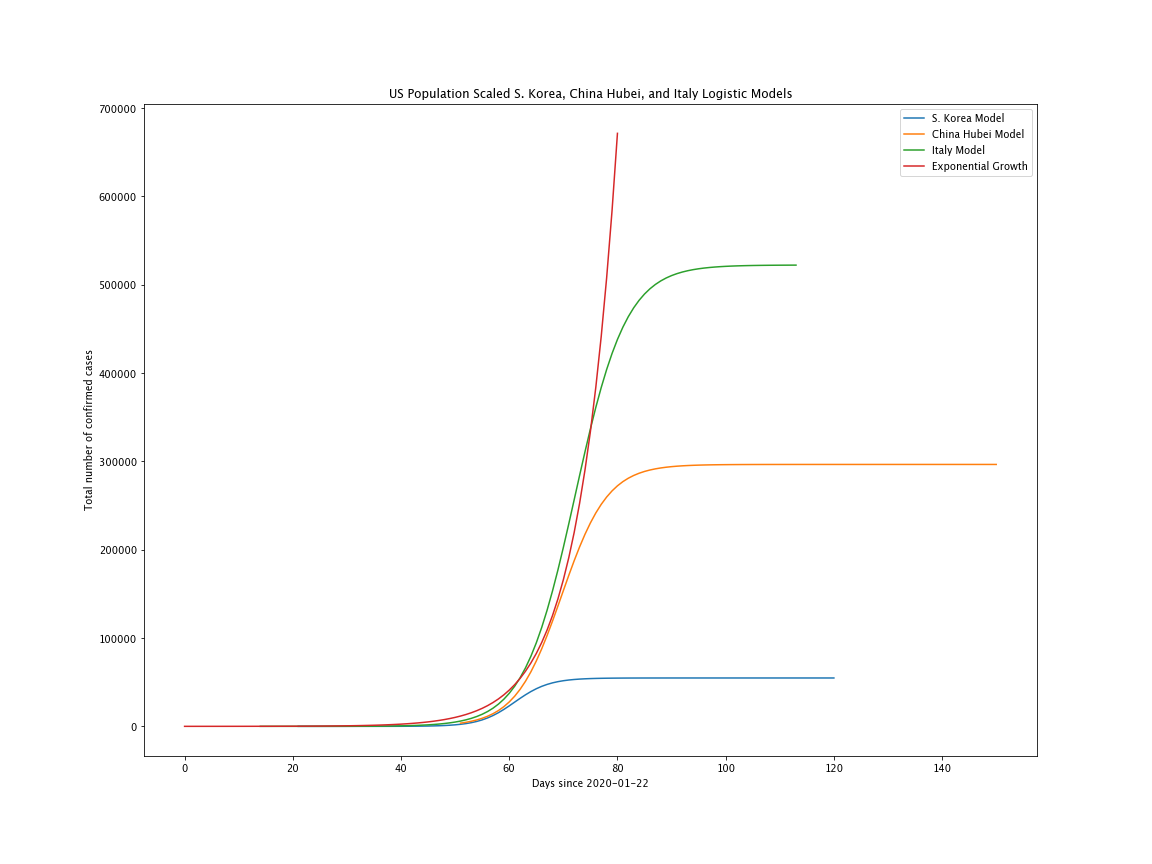 US Population Scaled S. Korea, China Hubei, and Italy Logistic Models
S. Korea Model
China Hubei Model
Italy Model
Exponential Growth
Total number of confirmed cases
700000
600000
500000
400000
300000
200000
100000
0
0 20 40 60 80 100 120 140
Days since 2020-01-22